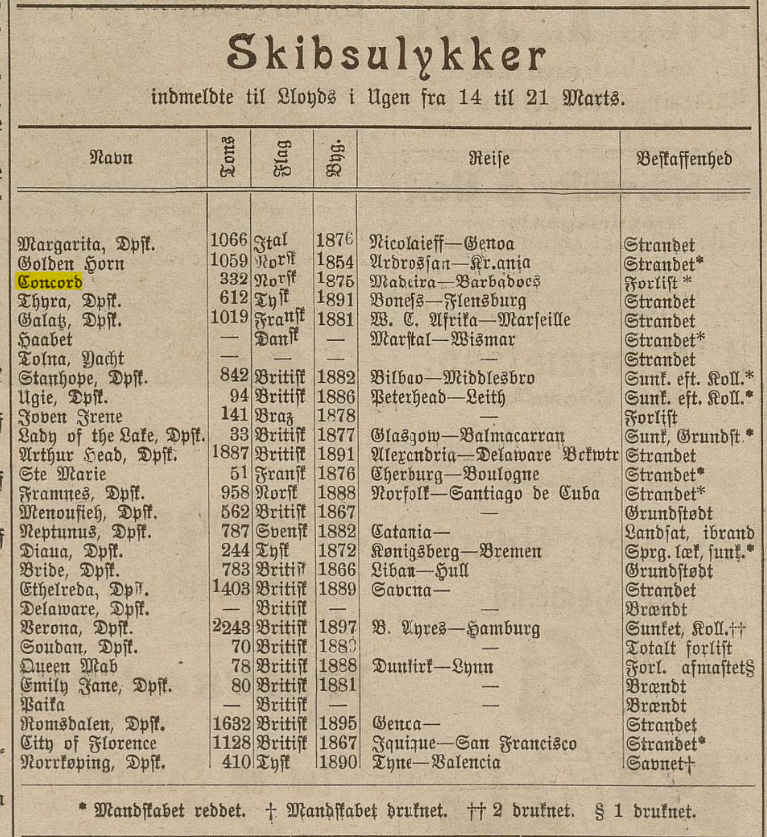 Skibsulykker
indmeldte til Lloyds i Ugen fra 14 til 21 Marts.
Navn Tons Flag Byg. Reise Beskaffenhed
Margarita, Dpsk. 1066 Ital 1876 Nicolaieff—Genoa Strandet
Golden Horn 1059 Norsk 1854 Ardrossan—Kr.ania Strandet*
Concord 332 Norsk 1875 Madeira—Barbadoes Forlist *
Thyra, Dpsk. 612 Tysk 1891 Boness—Flensburg Strandet
Galatz, Dpsk. 1019 Fransk 1881 W. C. Afrika—Marseille Strandet
Haabet — Dansk — Marstal—Wismar Strandet*
Tolna, Yacht — — — — Strandet
Stanhope, Dpsk. 842 Britisk 1882 Bilbao—Middlesbro Sunk. eft. Koll.*
Ugie, Dpsk. 94 Britisk 1886 Peterhead—Leith Sunk. eft. Koll.*
Joven Irene 141 Braz 1878 — Forlist
Lady of the Lake, Dpsk. 33 Britisk 1877 Glasgow—Balmacarran Sunk, Grundst.*
Arthur Head, Dpsk. 1887 Britisk 1891 Alexandria—Delaware Bckwtr Strandet
Ste Marie 51 Fransk 1876 Cherburg—Boulogne Strandet*
Framnes, Dpsk. 958 Norsk 1888 Norfolk—Santiago de Cuba Strandet*
Menoufieh, Dpsk. 562 Britisk 1867 — Grundstødt
Neptunus, Dpsk. 787 Svensk 1882 Catania— Landsat, ibrand
Diaua, Dpsk. 244 Tysk 1872 Kønigsberg—Bremen Sprg. læk, sunk.*
Bride, Dpsk. 783 Britisk 1866 Liban—Hull Grundstødt
Ethelreda, Dpsk. 1403 Britisk 1889 Savona— Strandet
Delaware, Dpsk. — Britisk — — Brændt
Verona, Dpsk. 2243 Britisk 1897 B. Ayres—Hamburg Sunket, Koll.††
Soudan, Dpsk. 70 Britisk — Totalt forlist
Queen Mab 78 Britisk 1888 Dunkirk—Lynn Forl. afmastet§
Emily Jane, Dpsk. 80 Britisk 1881 — Brændt
Paika — Britisk — — Brændt
Romsdalen, Dpsk. 1632 Britisk 1895 Genca— Strandet
City of Florence 1128 Britisk 1867 Iquique—San Francisco Strandet*
Norrkøping, Dpsk. 410 Tysk 1890 Tyne—Valencia Savnet†
* Mandskabet reddet. † Mandskabet druknet. †† 2 druknet. § 1 druknet.